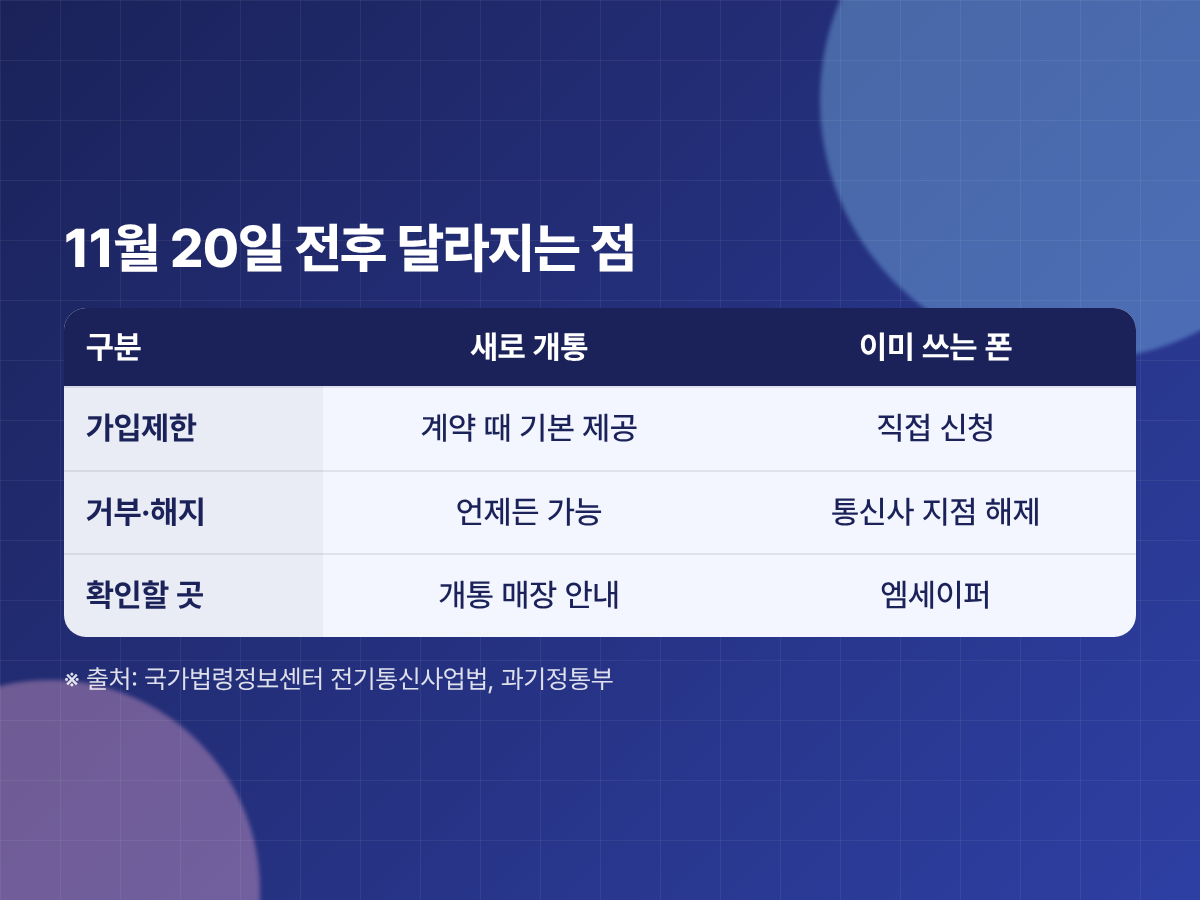 11월 20일 전후 달라지는 점
구분 새로 개통 이미 쓰는 폰
가입제한 계약 때 기본 제공 직접 신청
거부·해지 언제든 가능 통신사 지점 해제
확인할 곳 개통 매장 안내 엠세이퍼
※ 출처: 국가법령정보센터 전기통신사업법, 과기정통부